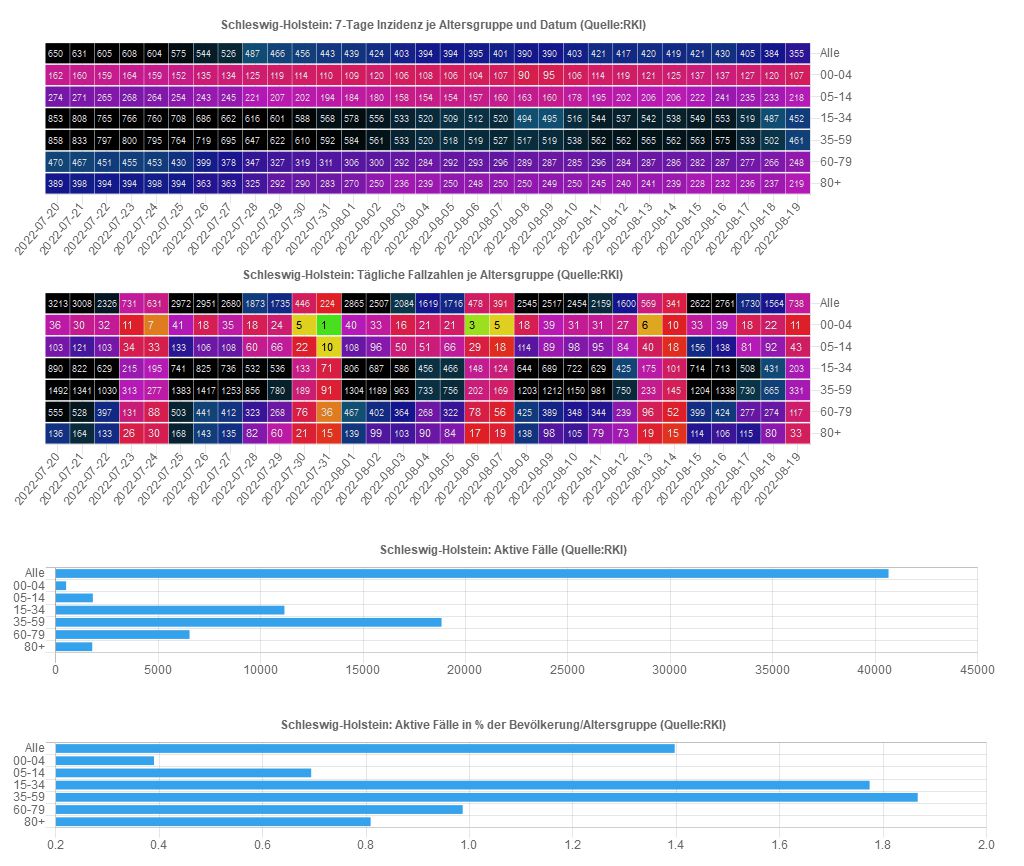 Schleswig-Holstein: 7-Tage Inzidenz je Altersgruppe und Datum (Quelle:RKI)
650 631 605 608 604 575 544 526 487 466 456 443 439 424 403 394 394 395 401 390 390 403 421 417 420 419 421 430 405 384 355 Alle
162 160 159 164 159 152 135 134 125 119 114 110 109 120 106 108 106 104 107 90 95 106 114 119 121 125 137 137 127 120 107 00-04
274 271 265 268 264 254 243 245 221 207 202 194 184 180 158 154 154 157 160 163 160 178 195 202 206 206 222 241 235 233 218 05-14
853 808 765 766 760 708 686 662 616 601 588 568 578 556 533 520 509 512 520 494 495 516 544 537 542 538 549 553 519 487 452 15-34
858 833 797 800 795 764 719 695 647 622 610 592 584 561 533 520 518 519 527 517 519 538 562 562 565 562 563 575 533 502 461 35-59
470 467 451 455 453 430 399 378 347 327 319 311 306 300 292 284 292 293 296 289 287 285 296 284 287 286 282 287 277 266 248 60-79
389 398 394 394 398 394 363 363 325 292 290 283 270 250 236 239 250 248 250 249 250 250 245 242 241 239 228 232 236 237 219 80+
2022-07-20 2022-07-21 2022-07-22 2022-07-23 2022-07-24 2022-07-25 2022-07-26 2022-07-27 2022-07-28 2022-07-29 2022-07-30 2022-07-31 2022-08-01 2022-08-02 2022-08-03 2022-08-04 2022-08-05 2022-08-06 2022-08-07 2022-08-08 2022-08-09 2022-08-10 2022-08-11 2022-08-12 2022-08-13 2022-08-14 2022-08-15 2022-08-16 2022-08-17 2022-08-18 2022-08-19
Schleswig-Holstein: Tägliche Fallzahlen je Altersgruppe (Quelle:RKI)
3213 3008 2326 731 631 2972 2951 2680 1873 1735 446 224 2865 2507 2084 1619 1716 478 391 2545 2517 2454 2159 1600 569 341 2622 2761 1730 1564 738 Alle
36 30 32 11 7 41 18 35 18 24 5 1 40 33 16 21 21 3 5 18 39 31 31 27 6 10 33 39 18 22 11 00-04
103 121 103 34 33 133 106 108 60 66 22 10 108 96 50 51 66 29 18 114 89 98 95 84 40 18 156 138 81 92 43 05-14
890 822 629 215 195 741 825 736 532 536 133 71 806 687 586 456 466 148 124 644 689 722 629 425 175 101 714 713 508 431 203 15-34
1492 1341 1030 313 277 1383 1417 1253 856 780 189 91 1304 1189 963 733 756 202 169 1203 1212 1150 981 750 233 145 1204 1338 730 665 331 35-59
555 528 397 131 88 503 441 412 323 268 76 36 467 402 364 268 322 78 56 425 389 348 344 239 96 52 399 424 277 274 117 60-79
136 164 133 26 30 168 143 135 82 60 21 15 139 99 103 90 84 17 19 138 98 105 79 73 19 15 114 106 115 80 33 80+
2022-07-20 2022-07-21 2022-07-22 2022-07-23 2022-07-24 2022-07-25 2022-07-26 2022-07-27 2022-07-28 2022-07-29 2022-07-30 2022-07-31 2022-08-01 2022-08-02 2022-08-03 2022-08-04 2022-08-05 2022-08-06 2022-08-07 2022-08-08 2022-08-09 2022-08-10 2022-08-11 2022-08-12 2022-08-13 2022-08-14 2022-08-15 2022-08-16 2022-08-17 2022-08-18 2022-08-19
Schleswig-Holstein: Aktive Fälle (Quelle:RKI)
Alle
00-04
05-14
15-34
35-59
60-79
80+
0 5000 10000 15000 20000 25000 30000 35000 40000 45000
Schleswig-Holstein: Aktive Fälle in % der Bevölkerung/Altersgruppe (Quelle:RKI)
Alle
00-04
05-14
15-34
35-59
60-79
80+
0.2 0.4 0.6 0.8 1.0 1.2 1.4 1.6 1.8 2.0